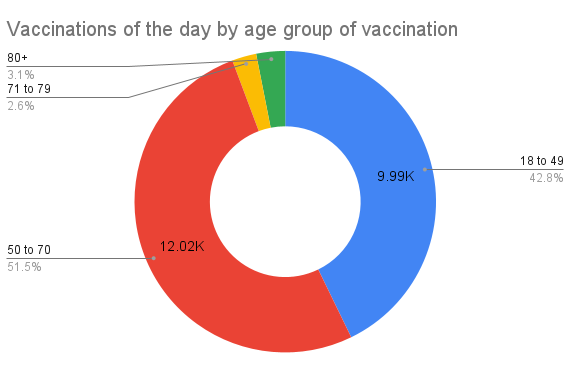 Vaccinations of the day by age group of vaccination
80+
3.1%
71 to 79
2.6%
18 to 49
42.8%
9.99K
12.02K
50 to 70
51.5%